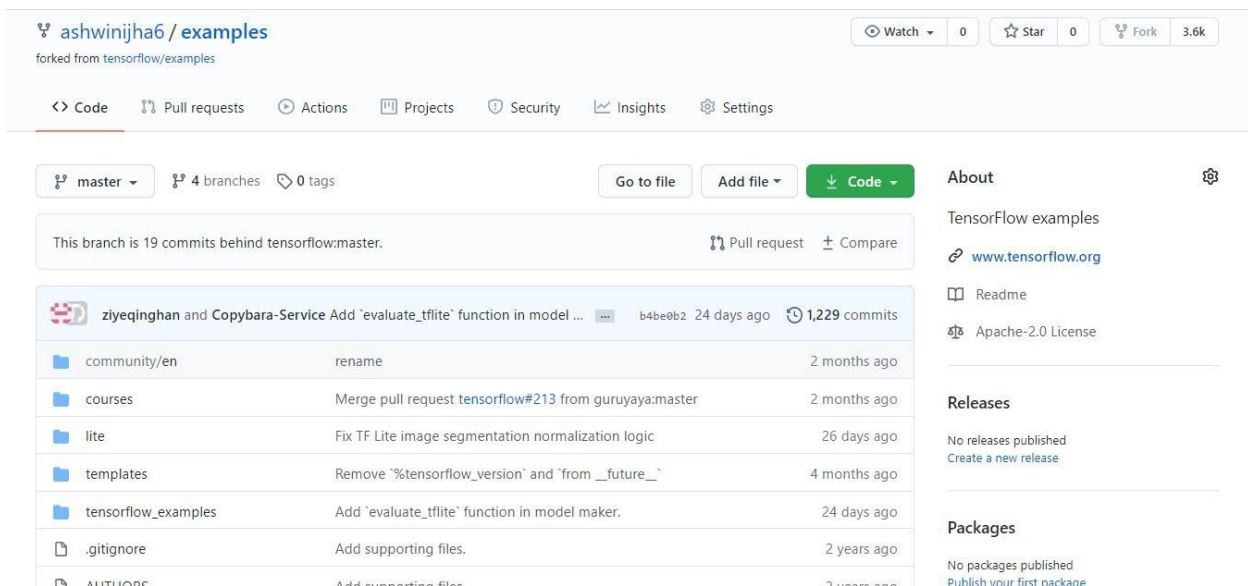 ashwinijha6 / examples
Watch 0 Star 0 Fork 3.6k
forked from tensorflow/examples
<> Code Pull requests Actions Projects Security Insights Settings
master 4 branches 0 tags Go to file Add file Code
This branch is 19 commits behind tensorflow:master. Pull request Compare
ziyeqinghan and Copybara-Service Add `evaluate_tflite` function in model ... ... b4be0b2 24 days ago 1,229 commits
community/en rename 2 months ago
courses Merge pull request tensorflow#213 from guruyaya:master 2 months ago
lite Fix TF Lite image segmentation normalization logic 26 days ago
templates Remove `%tensorflow_version` and `from __future__` 4 months ago
tensorflow_examples Add `evaluate_tflite` function in model maker. 24 days ago
.gitignore Add supporting files. 2 years ago
AUTHORS Add supporting files. 2 years ago
About
TensorFlow examples
www.tensorflow.org
Readme
Apache-2.0 License
Releases
No releases published
Create a new release
Packages
No packages published
Publish your first package